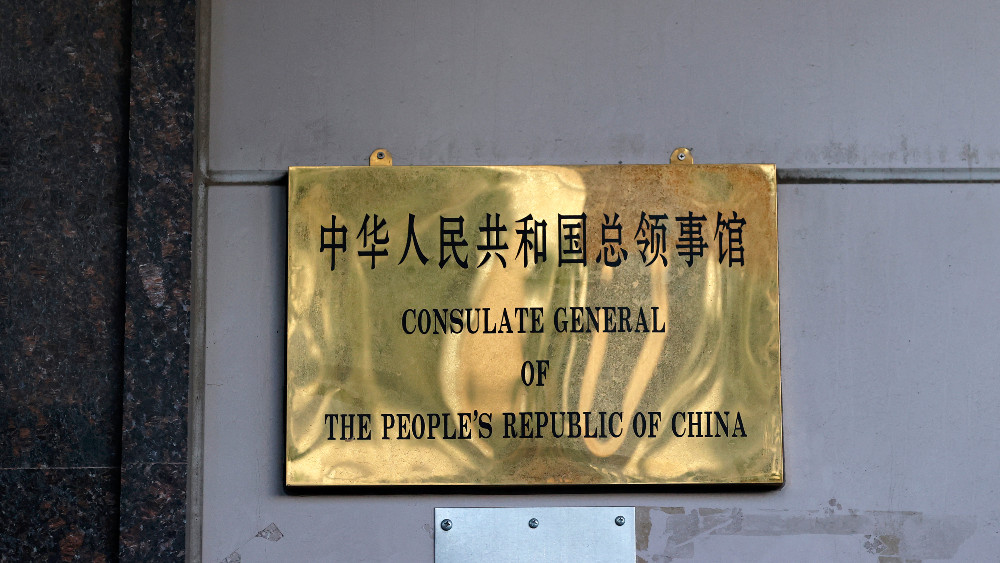 中华人民共和国总领事馆
CONSULATE GENERAL
OF
THE PEOPLE'S REPUBLIC OF CHINA